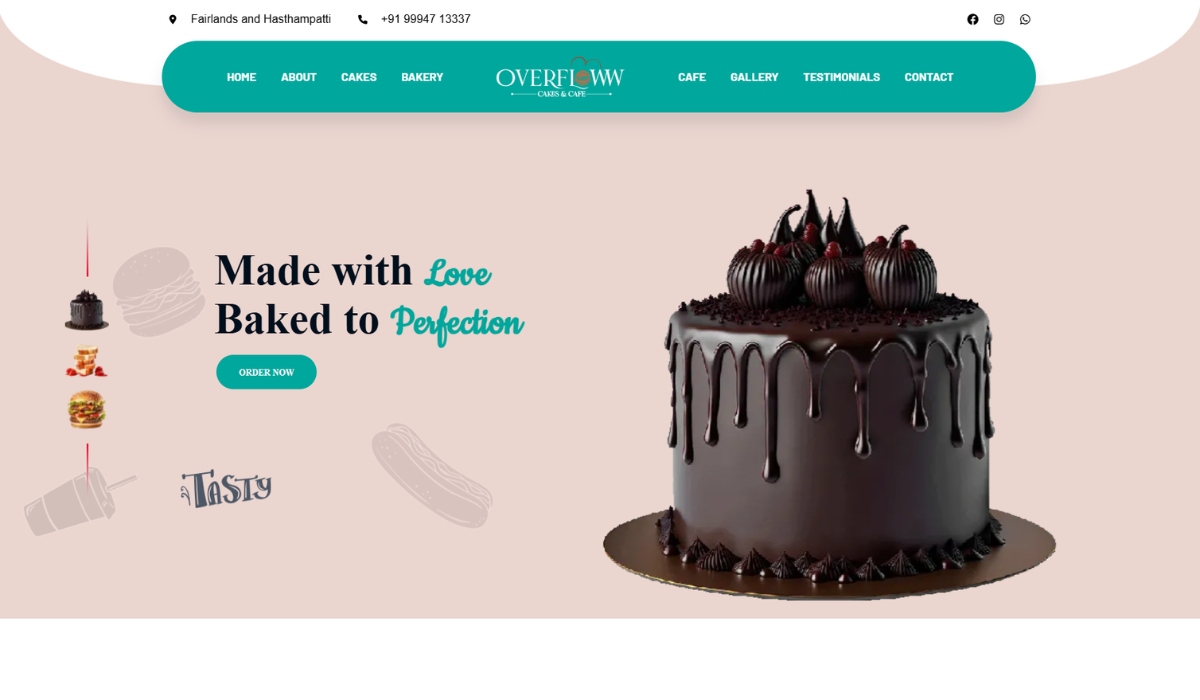 Fairlands and Hasthampatti
+91 99947 13337
HOME
ABOUT
CAKES
BAKERY
OVERFLOWW
CAKES & CAFE
CAFE
GALLERY
TESTIMONIALS
CONTACT
Made with Love
Baked to Perfection
ORDER NOW
TASTY